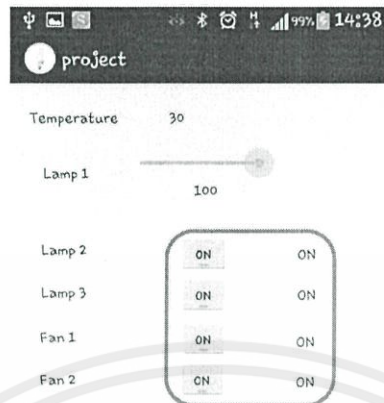 H
+ 99% 14:38
project
Temperature 30
Lamp 1
100
Lamp 2 ON ON
Lamp 3 ON ON
Fan 1 ON ON
Fan 2 ON ON